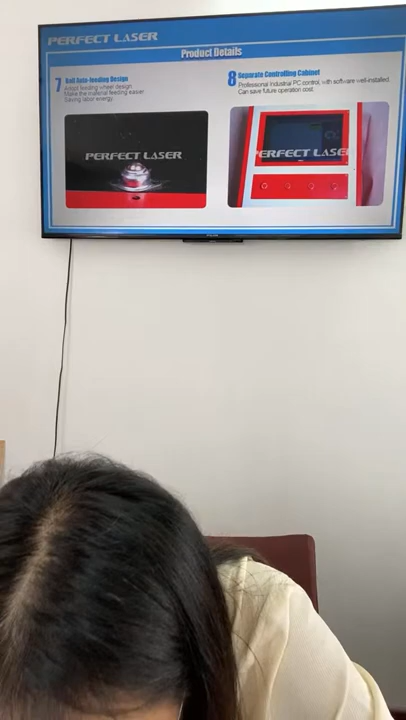 PERFECT LASER
Product Details
7 Ball Auto-feeding Design
Adopt feeding wheel design.
Make the material feeding easier.
Saving labor energy.
PERFECT LASER
8 Separate Controlling Cabinet
Professional Industrial PC control, with software well-installed.
Can save future operation cost.
PERFECT LASER